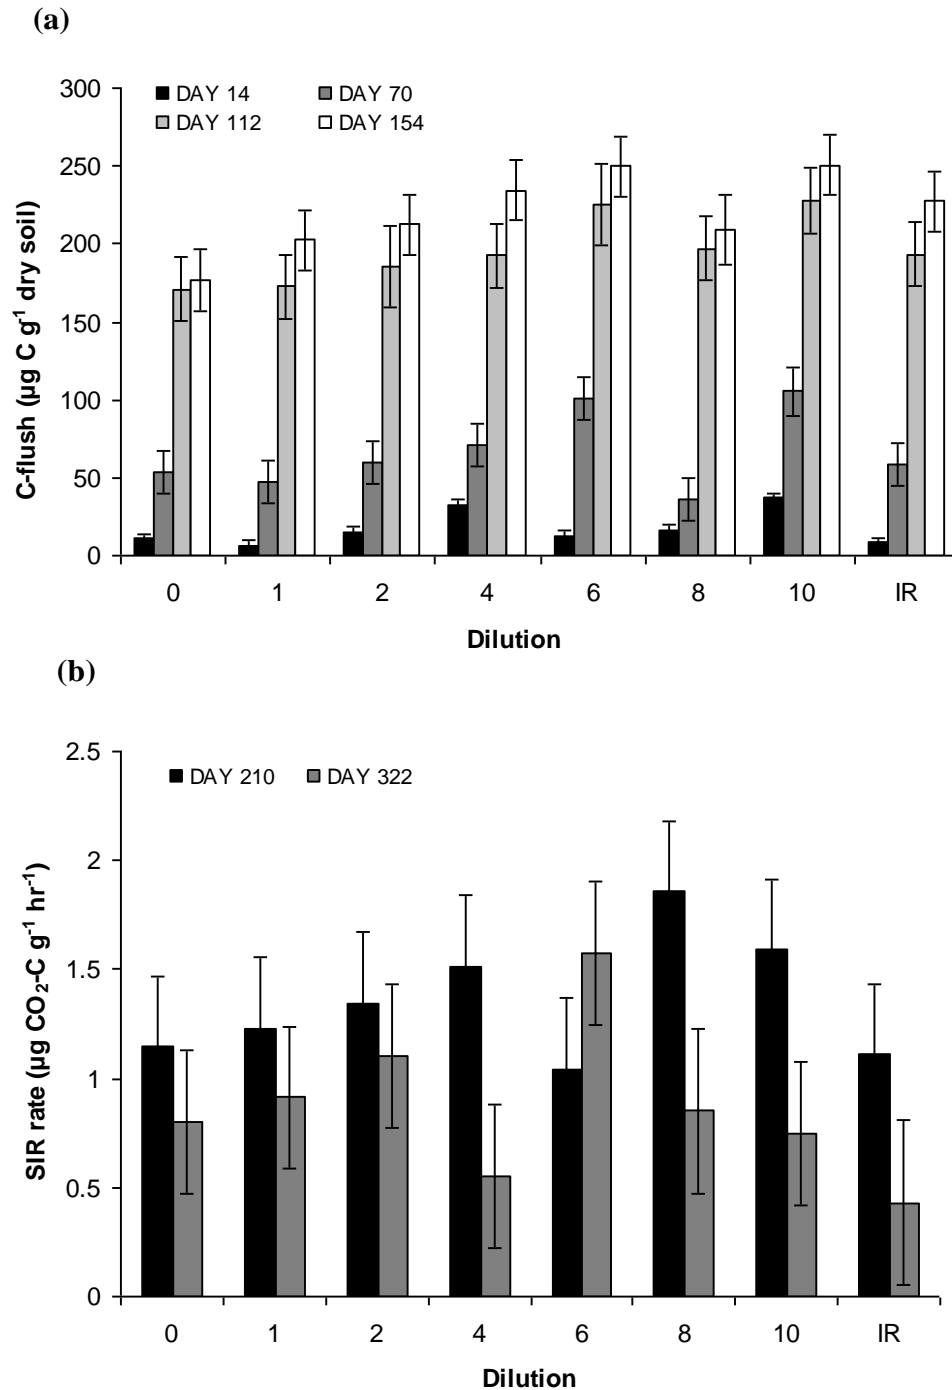 (a)
300
250
200
150
100
50
0
C-flush (µg C g⁻¹ dry soil)
DAY 14 DAY 70
DAY 112 DAY 154
0 1 2 4 6 8 10 IR
Dilution
(b)
2.5
2
1.5
1
0.5
0
SIR rate (µg CO₂-C g⁻¹ hr⁻¹)
DAY 210 DAY 322
0 1 2 4 6 8 10 IR
Dilution